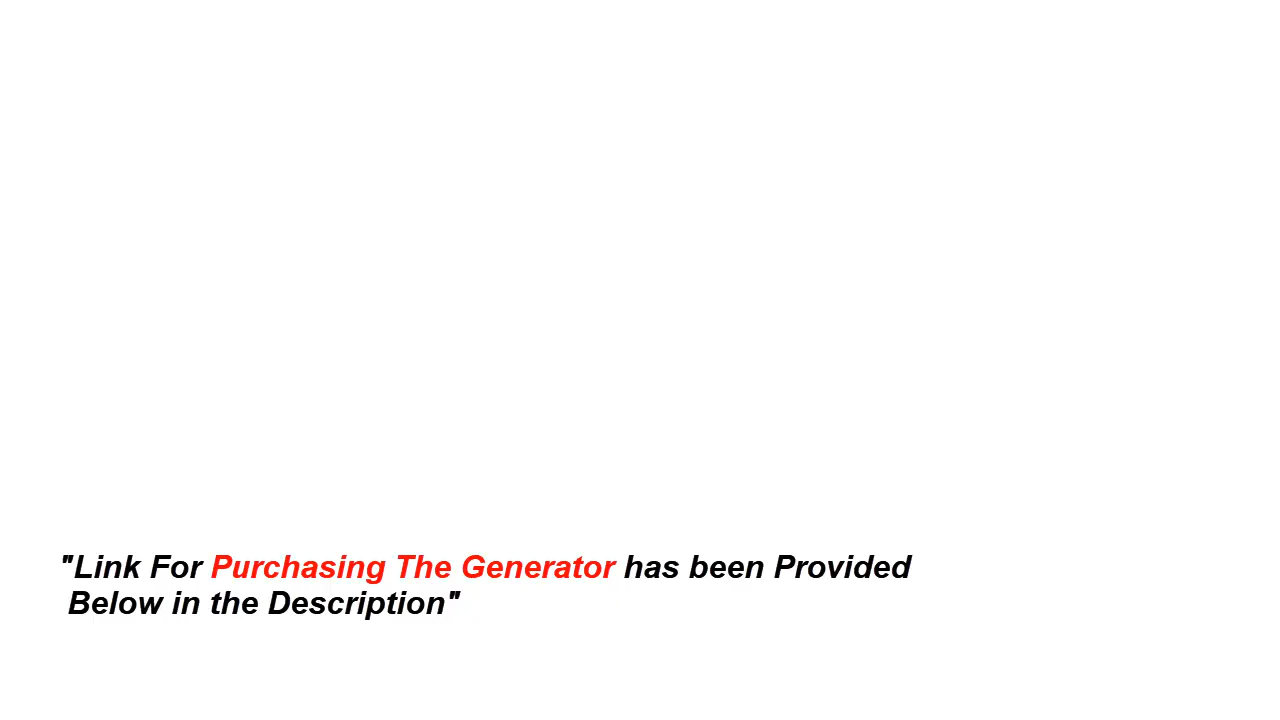 "Link For Purchasing The Generator has been Provided
Below in the Description"